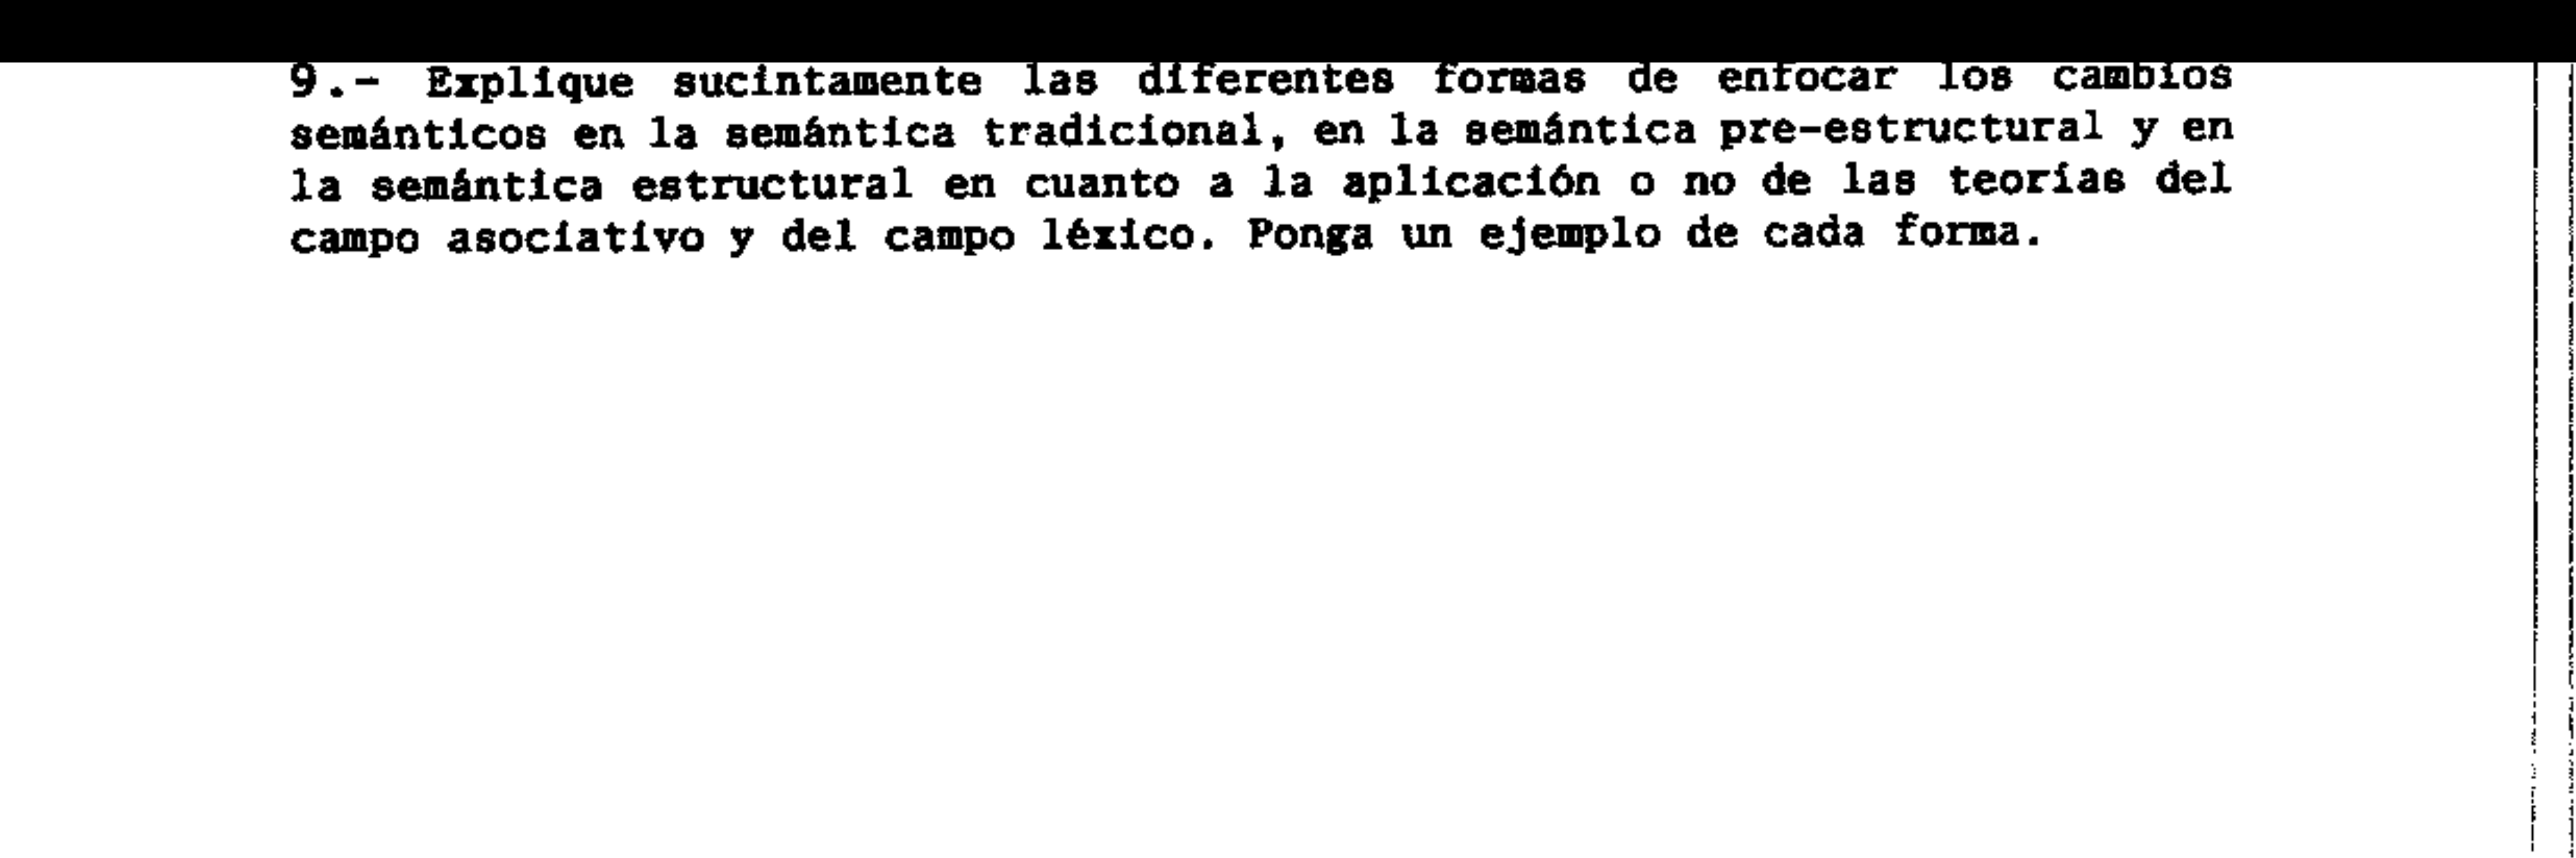 9.- Explique sucintamente las diferentes formas de enfocar los cambios
semánticos en la semántica tradicional, en la semántica pre-estructural y en
la semántica estructural en cuanto a la aplicación o no de las teorías del
campo asociativo y del campo léxico. Ponga un ejemplo de cada forma.